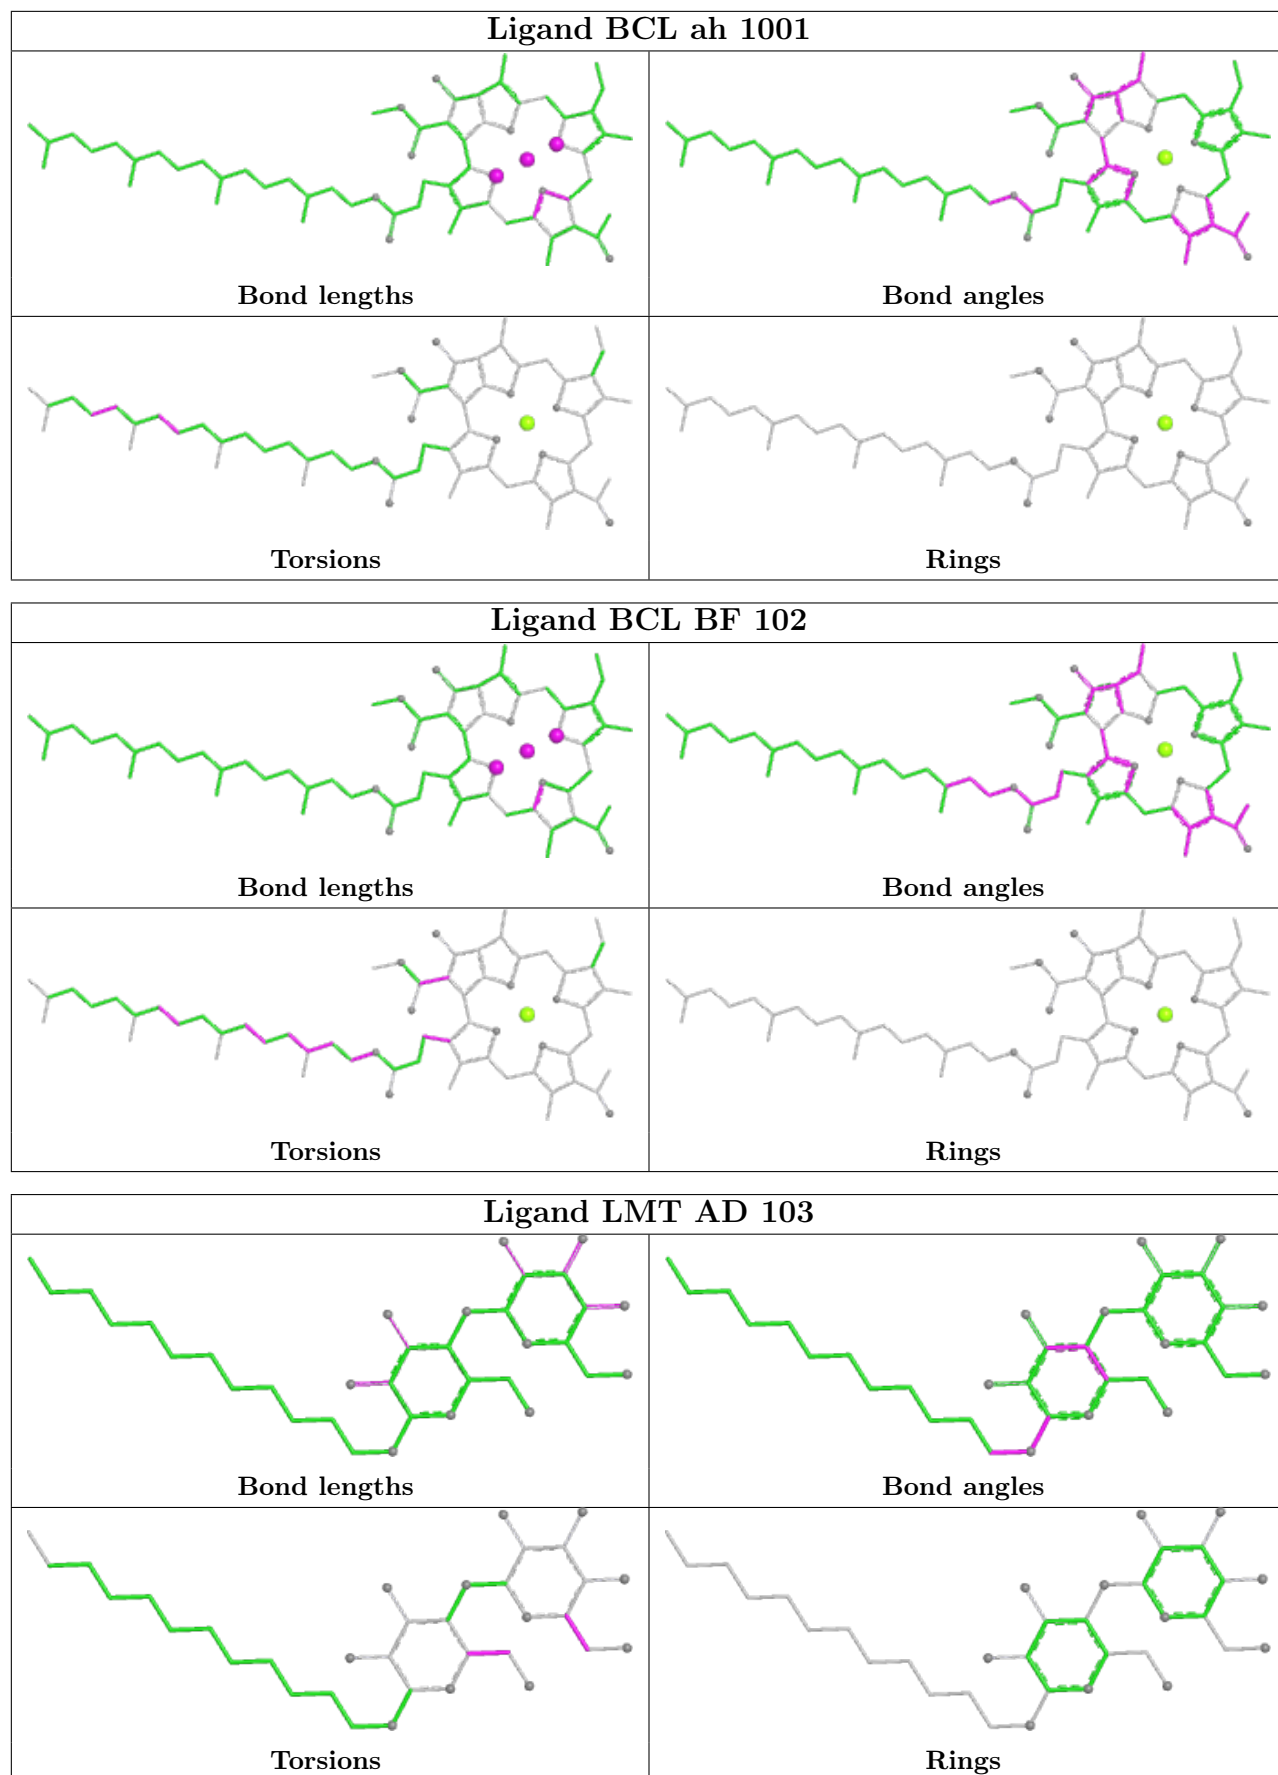 Ligand BCL ah 1001
Bond lengths
Bond angles
Torsions
Rings
Ligand BCL BF 102
Bond lengths
Bond angles
Torsions
Rings
Ligand LMT AD 103
Bond lengths
Bond angles
Torsions
Rings